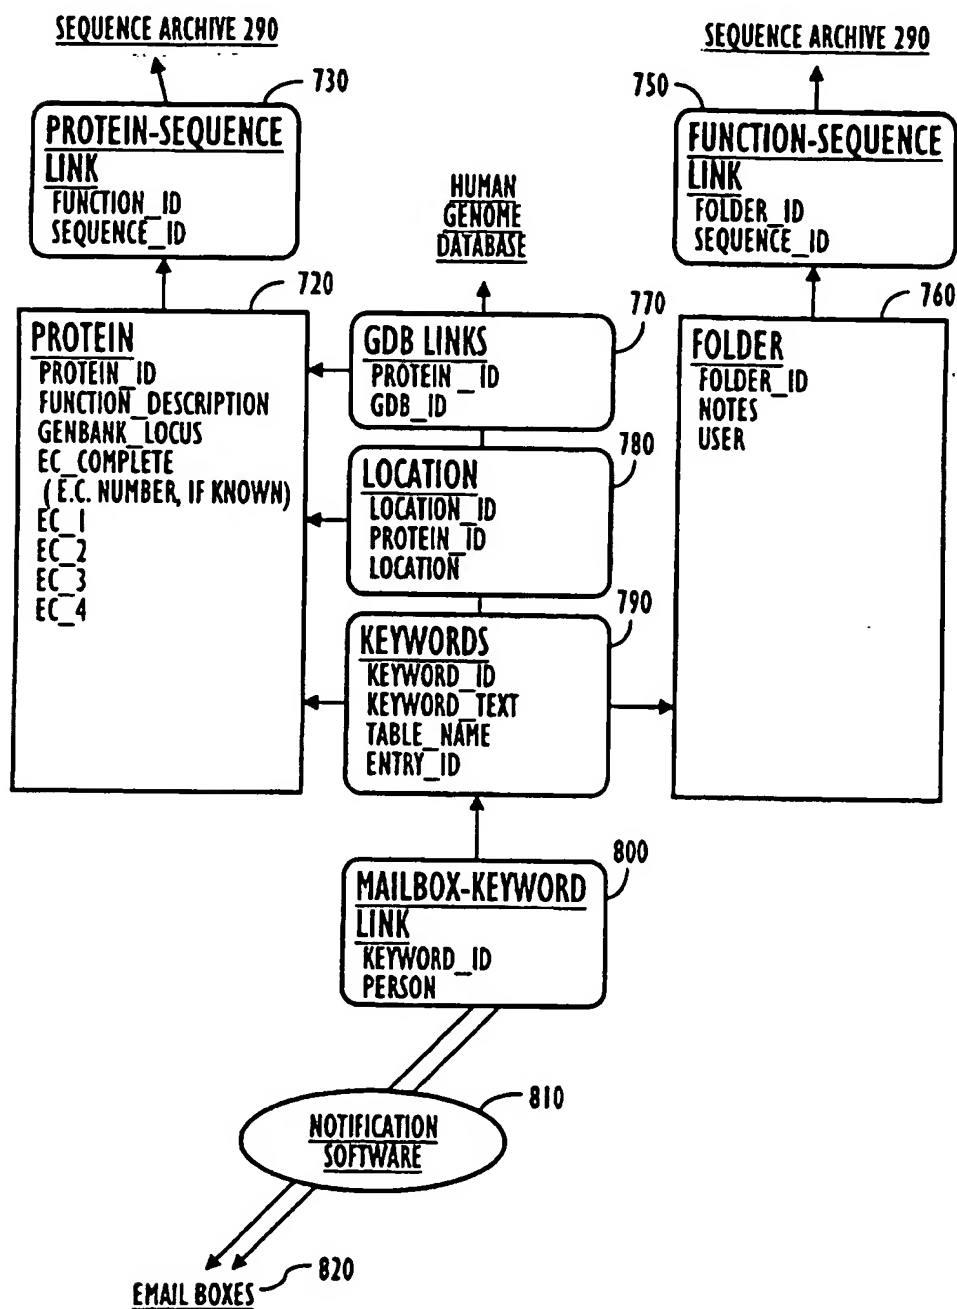 SEQUENCE ARCHIVE 290
730
PROTEIN-SEQUENCE
LINK
FUNCTION_ID
SEQUENCE_ID
SEQUENCE ARCHIVE 290
750
FUNCTION-SEQUENCE
LINK
FOLDER_ID
SEQUENCE_ID
HUMAN
GENOME
DATABASE
720
PROTEIN
PROTEIN_ID
FUNCTION_DESCRIPTION
GENBANK_LOCUS
EC_COMPLETE
(E.C. NUMBER, IF KNOWN)
EC_1
EC_2
EC_3
EC_4
770
GDB LINKS
PROTEIN_ID
GDB_ID
780
LOCATION
LOCATION_ID
PROTEIN_ID
LOCATION
790
KEYWORDS
KEYWORD_ID
KEYWORD_TEXT
TABLE_NAME
ENTRY_ID
760
FOLDER
FOLDER_ID
NOTES
USER
800
MAILBOX-KEYWORD
LINK
KEYWORD_ID
PERSON
810
NOTIFICATION
SOFTWARE
820
EMAIL BOXES